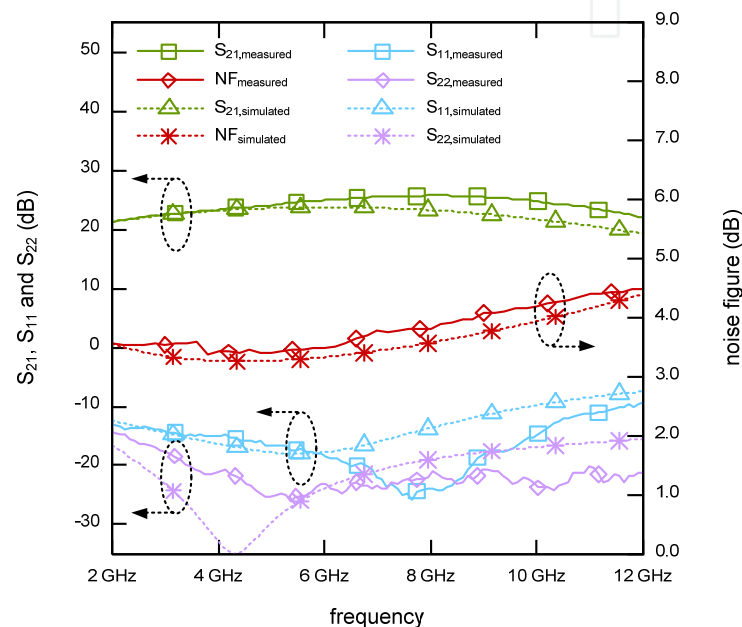 S21,measured
NFmeasured
S21,simulated
NFsimulated
S11,measured
S22,measured
S11,simulated
S22,simulated
S21, S11 and S22 (dB)
50
40
30
20
10
0
-10
-20
-30
9.0
8.0
7.0
6.0
5.0
4.0
3.0
2.0
1.0
0.0
noise figure (dB)
2 GHz
4 GHz
6 GHz
8 GHz
10 GHz
12 GHz
frequency